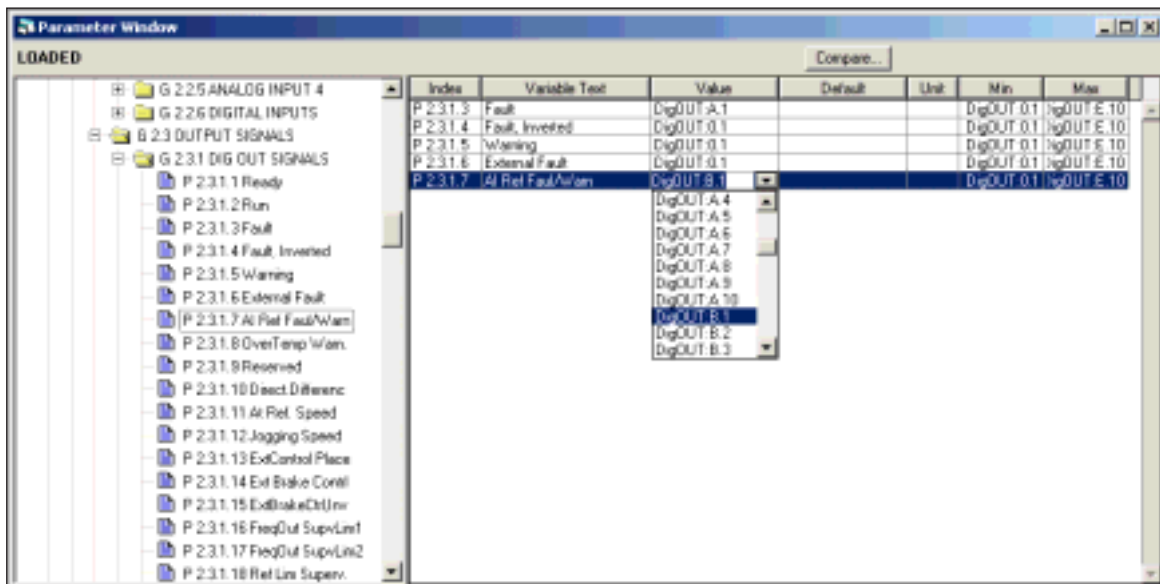 Parameter Window
LOADED
Compare...
G 2.2.5 ANALOG INPUT 4
G 2.2.6 DIGITAL INPUTS
G 2.3 OUTPUT SIGNALS
G 2.3.1 DIG OUT SIGNALS
P 2.3.1.1 Ready
P 2.3.1.2 Run
P 2.3.1.3 Fault
P 2.3.1.4 Fault, Inverted
P 2.3.1.5 Warning
P 2.3.1.6 External Fault
P 2.3.1.7 AI Ref Faul/Warn
P 2.3.1.8 OverTemp Warn.
P 2.3.1.9 Reserved
P 2.3.1.10 Direct.Differenc
P 2.3.1.11 At Ref. Speed
P 2.3.1.12 Jogging Speed
P 2.3.1.13 ExtControl Place
P 2.3.1.14 Ext Brake Contrl
P 2.3.1.15 ExtBrakeCtrl,Inv
P 2.3.1.16 FreqOut SupvLim1
P 2.3.1.17 FreqOut SupvLim2
P 2.3.1.18 Ref Lim Superv.
Index Variable Text Value Default Unit Min Max
P 2.3.1.3 Fault DigOUT:A.1 DigOUT:0.1 DigOUT:E.10
P 2.3.1.4 Fault, Inverted DigOUT:0.1 DigOUT:0.1 DigOUT:E.10
P 2.3.1.5 Warning DigOUT:0.1 DigOUT:0.1 DigOUT:E.10
P 2.3.1.6 External Fault DigOUT:0.1 DigOUT:0.1 DigOUT:E.10
P 2.3.1.7 AI Ref Faul/Warn DigOUT:B.1 DigOUT:0.1 DigOUT:E.10
DigOUT:A.4
DigOUT:A.5
DigOUT:A.6
DigOUT:A.7
DigOUT:A.8
DigOUT:A.9
DigOUT:A.10
DigOUT:B.1
DigOUT:B.2
DigOUT:B.3